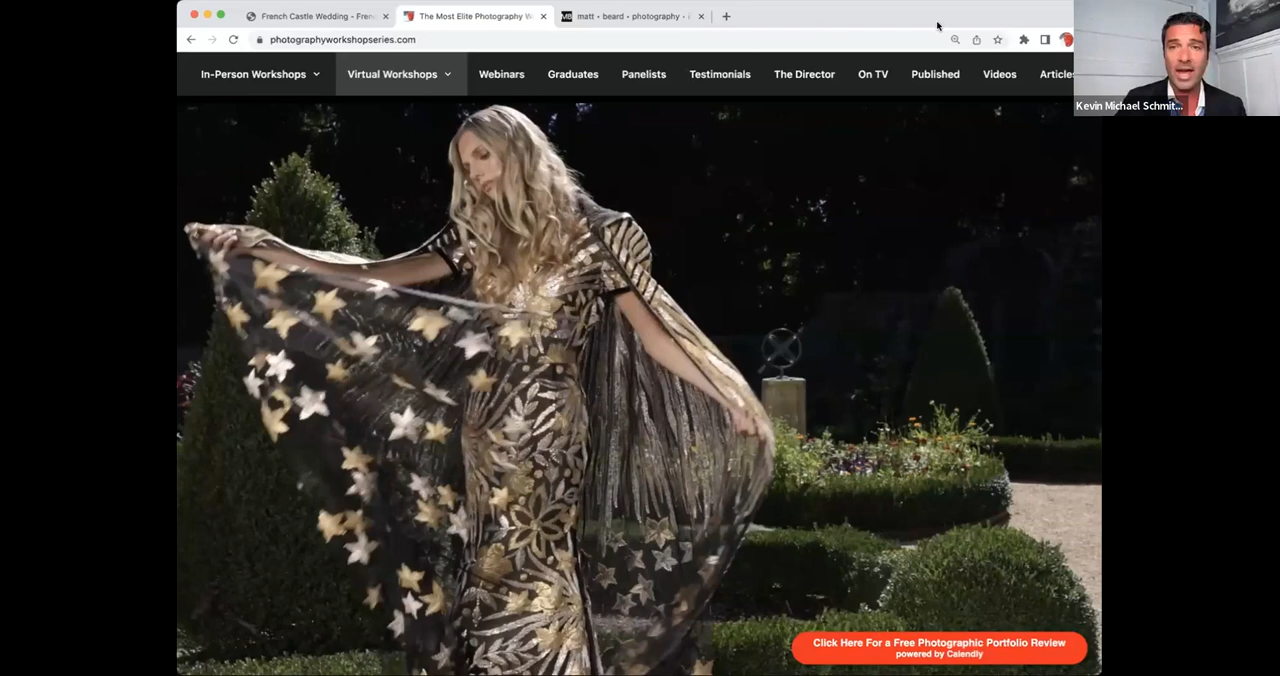 French Castle Wedding - Fren
The Most Elite Photography W
MB
matt • beard • photography -
photographyworkshopseries.com
In-Person Workshops
Virtual Workshops
Webinars
Graduates
Panelists
Testimonials
The Director
On TV
Published
Videos
Articles
Kevin Michael Schmit...
Click Here For a Free Photographic Portfolio Review
powered by Calendly